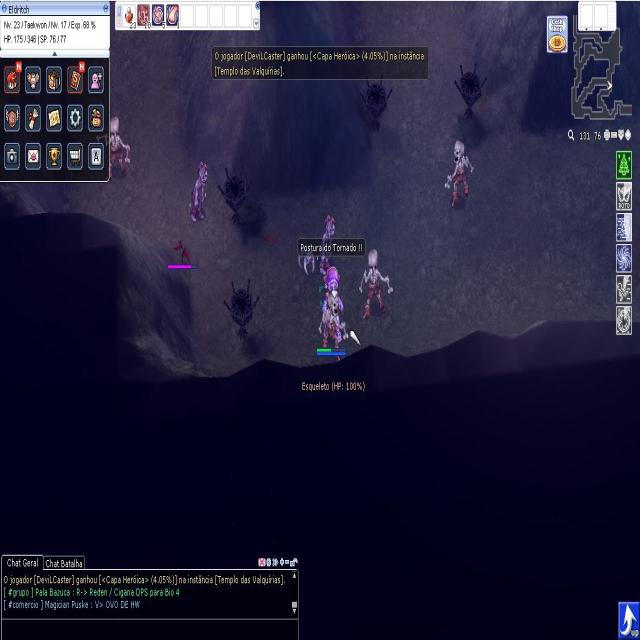 Eldritch
Nv. 23 / Taekwon / Nv. 17 / Exp. 68 %
HP. 175 / 346 | SP. 76 / 77
O jogador [DeviLCaster] ganhou [<Capa Heróica> (4.05%)] na instância
[Templo das Valquírias].
131 76
Postura do Tornado !!
Esqueleto (HP: 100%)
Chat Geral Chat Batalha
O jogador [DeviLCaster] ganhou [<Capa Heróica> (4.05%)] na instância [Templo das Valquírias].
[ #grupo ] Pala Bazuca : R-> Reden / Cigana DPS para Bio 4
[ #comercio ] Magician Puske : V> OVO DE HW